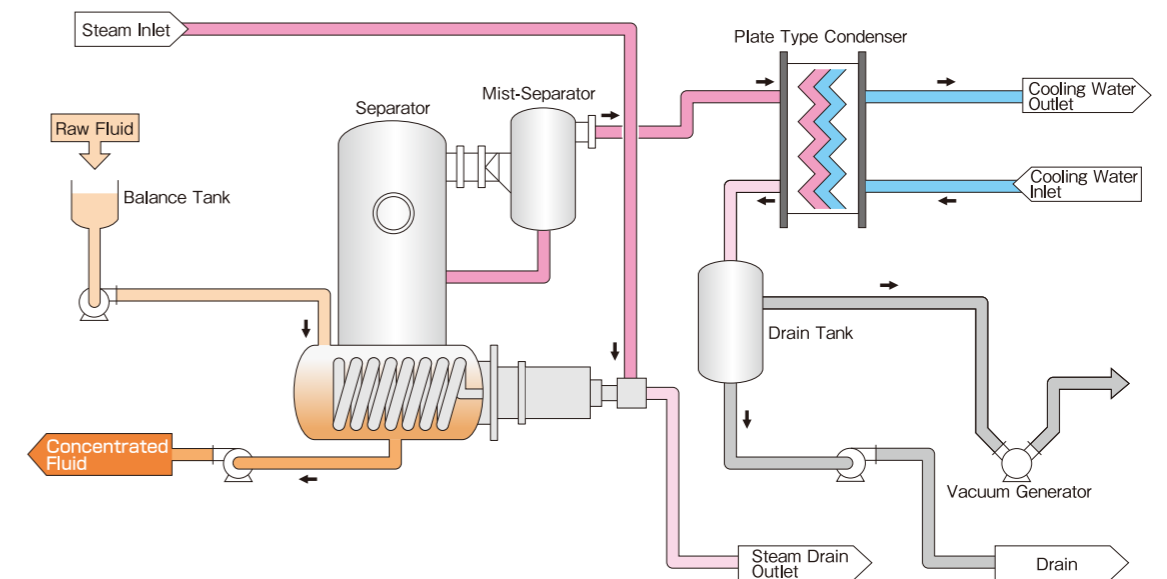 Steam Inlet
Plate Type Condenser
Cooling Water
Outlet
Mist-Separator
Separator
Raw Fluid
Cooling Water
Inlet
Balance Tank
Drain Tank
Concentrated
Fluid
Vacuum Generator
Steam Drain
Outlet
Drain